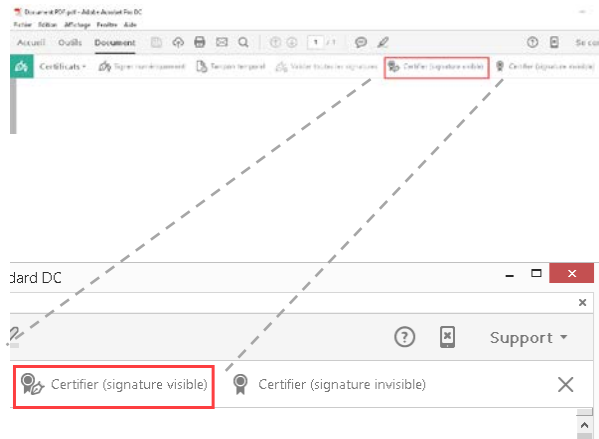 Document PDF.pdf - Adobe Acrobat Pro DC
Fichier Edition Affichage Fenêtre Aide
Accueil Outils Document 1 / 1 Se co
Certificats Signer numériquement Tampon temporel Valider toutes les signatures Certifier (signature visible) Certifier (signature invisible)
dard DC
Support
Certifier (signature visible) Certifier (signature invisible)